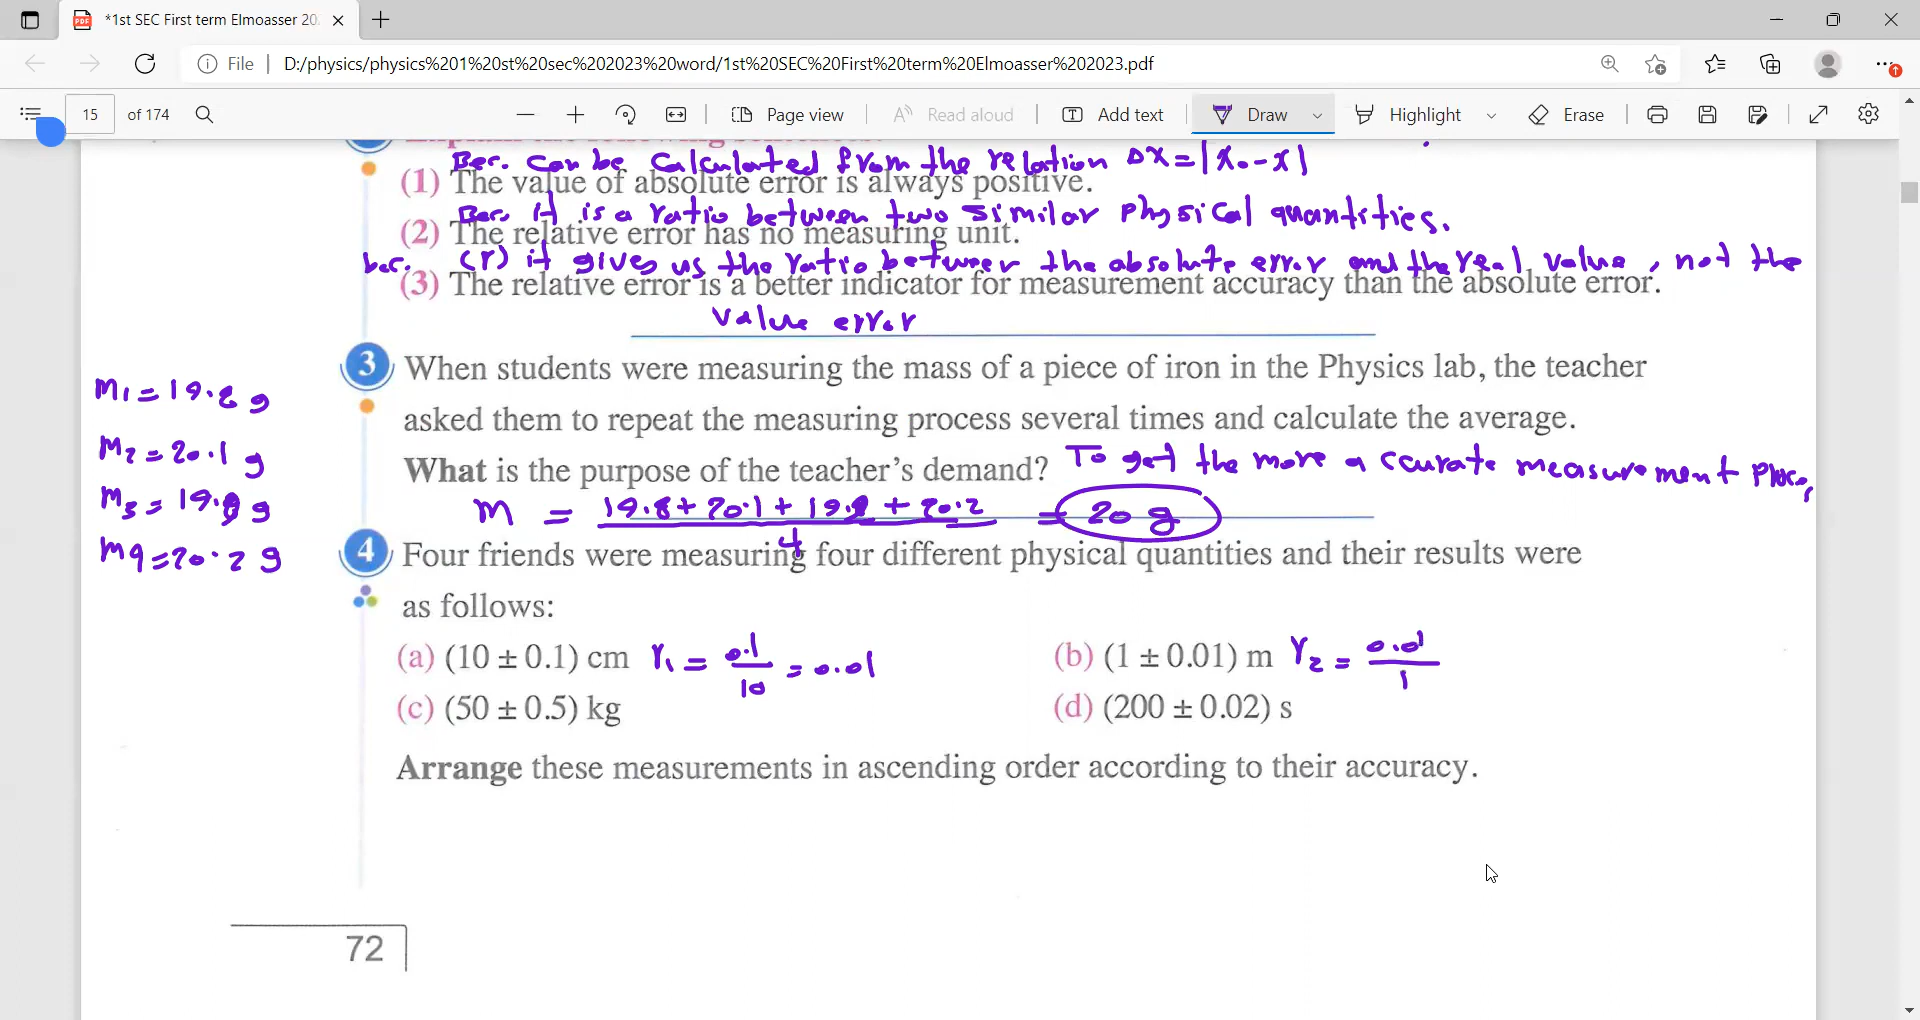 *1st SEC First term Elmoasser 20
File | D:/physics/physics%201%20st%20sec%202023%20word/1st%20SEC%20First%20term%20Elmoasser%202023.pdf
15 of 174 Page view Read aloud Add text Draw Highlight Erase
Bec. can be calculated from the relation Δx=|x₀-x|
(1) The value of absolute error is always positive.
Bec. it is a ratio between two similar physical quantities.
(2) The relative error has no measuring unit.
bec. (r) it gives us the ratio between the absolute error and the real value, not the
(3) The relative error is a better indicator for measurement accuracy than the absolute error.
value error
3 When students were measuring the mass of a piece of iron in the Physics lab, the teacher
m₁=19.8 g
asked them to repeat the measuring process several times and calculate the average.
m₂=20.1 g
What is the purpose of the teacher's demand? To get the more accurate measurement
m₃=19.9 g
m = 19.8+20.1+19.9+20.2 = 20 g
4
m4=20.2 g
4 Four friends were measuring four different physical quantities and their results were
as follows:
(a) (10 ± 0.1) cm r₁ = 0.1/10 = 0.01
(b) (1 ± 0.01) m r₂ = 0.01/1
(c) (50 ± 0.5) kg
(d) (200 ± 0.02) s
Arrange these measurements in ascending order according to their accuracy.
72